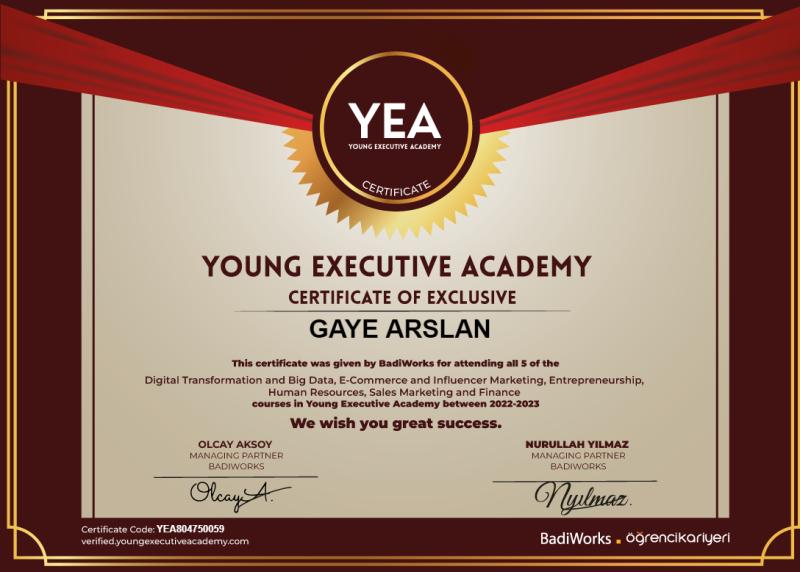 YEA
YOUNG EXECUTIVE ACADEMY
CERTIFICATE
YOUNG EXECUTIVE ACADEMY
CERTIFICATE OF EXCLUSIVE
GAYE ARSLAN
This certificate was given by BadiWorks for attending all 5 of the
Digital Transformation and Big Data, E-Commerce and Influencer Marketing, Entrepreneurship,
Human Resources, Sales Marketing and Finance
courses in Young Executive Academy between 2022-2023
We wish you great success.
OLCAY AKSOY
MANAGING PARTNER
BADIWORKS
Olcay A.
NURULLAH YILMAZ
MANAGING PARTNER
BADIWORKS
Nyılmaz.
Certificate Code: YEA804750059
verified.youngexecutiveacademy.com
BadiWorks . öğrencikariyeri